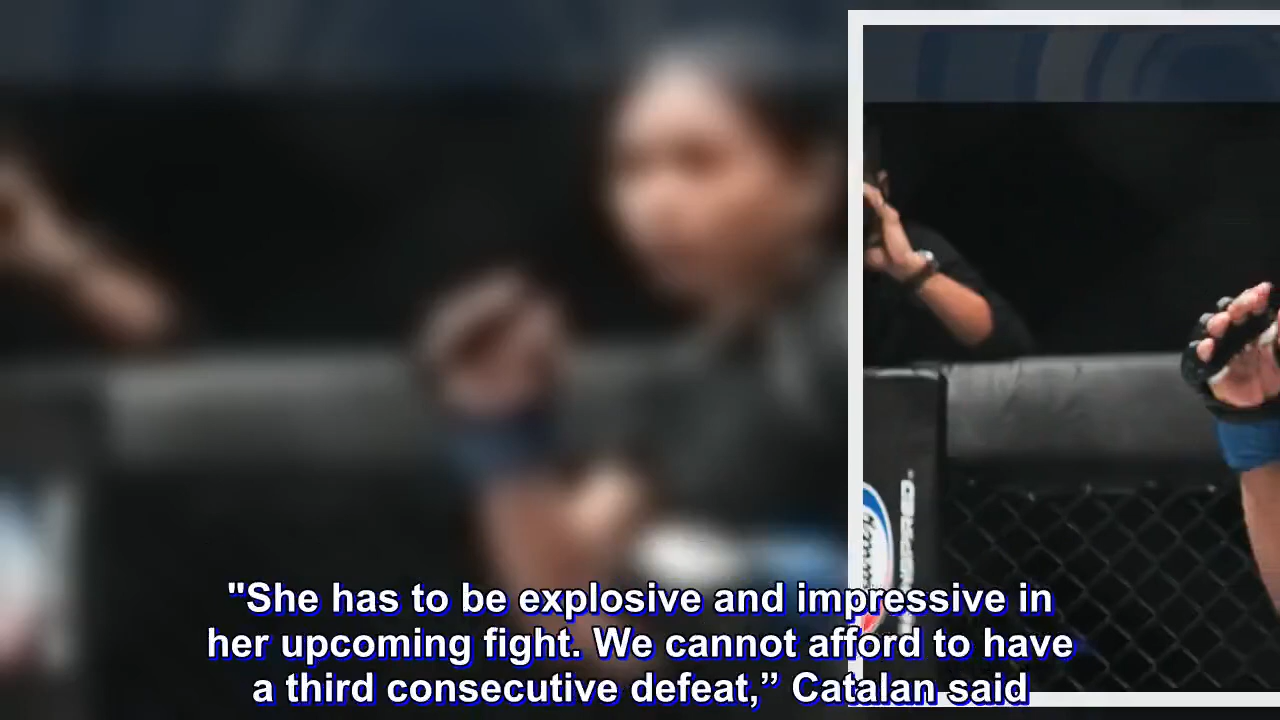 "She has to be explosive and impressive in
her upcoming fight. We cannot afford to have
a third consecutive defeat,” Catalan said